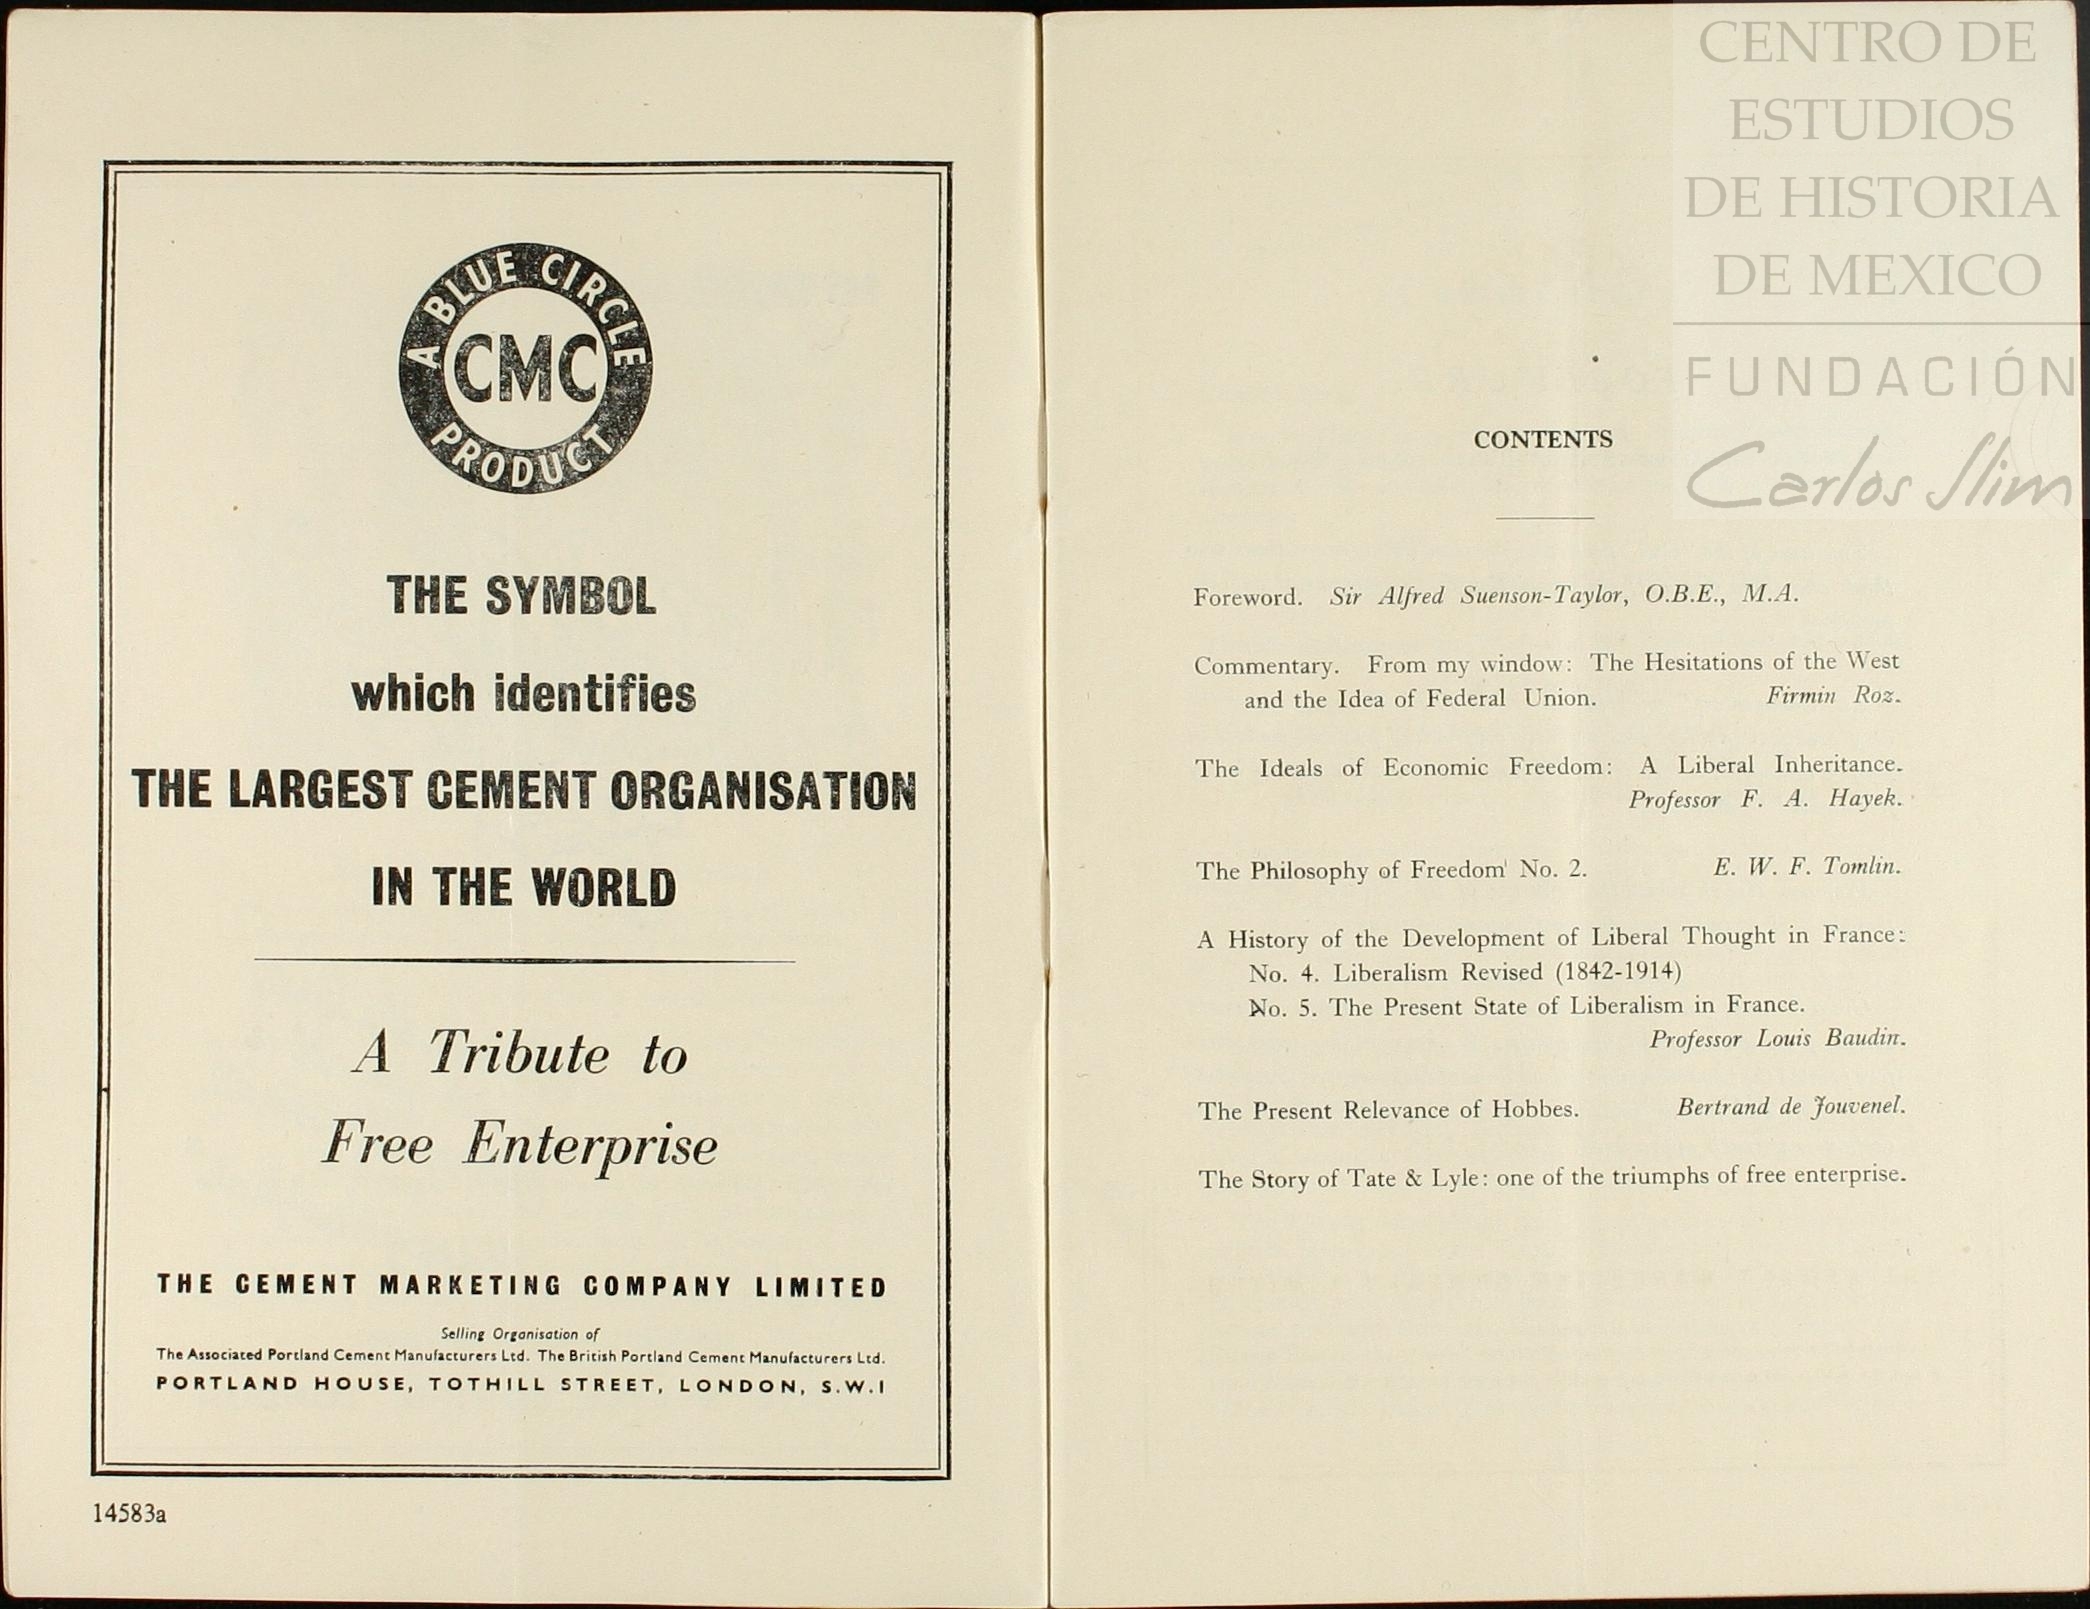 A BLUE CIRCLE
CMC
PRODUCT
THE SYMBOL
which identifies
THE LARGEST CEMENT ORGANISATION
IN THE WORLD
A Tribute to
Free Enterprise
THE CEMENT MARKETING COMPANY LIMITED
Selling Organisation of
The Associated Portland Cement Manufacturers Ltd. The British Portland Cement Manufacturers Ltd.
PORTLAND HOUSE, TOTHILL STREET, LONDON, S.W.1
14583a
CENTRO DE
ESTUDIOS
DE HISTORIA
DE MEXICO
FUNDACIÓN
Carlos Slim
CONTENTS
Foreword. Sir Alfred Suenson-Taylor, O.B.E., M.A.
Commentary. From my window: The Hesitations of the West
and the Idea of Federal Union. Firmin Roz.
The Ideals of Economic Freedom: A Liberal Inheritance.
Professor F. A. Hayek.
The Philosophy of Freedom No. 2. E. W. F. Tomlin.
A History of the Development of Liberal Thought in France:
No. 4. Liberalism Revised (1842-1914)
No. 5. The Present State of Liberalism in France.
Professor Louis Baudin.
The Present Relevance of Hobbes. Bertrand de Jouvenel.
The Story of Tate & Lyle: one of the triumphs of free enterprise.